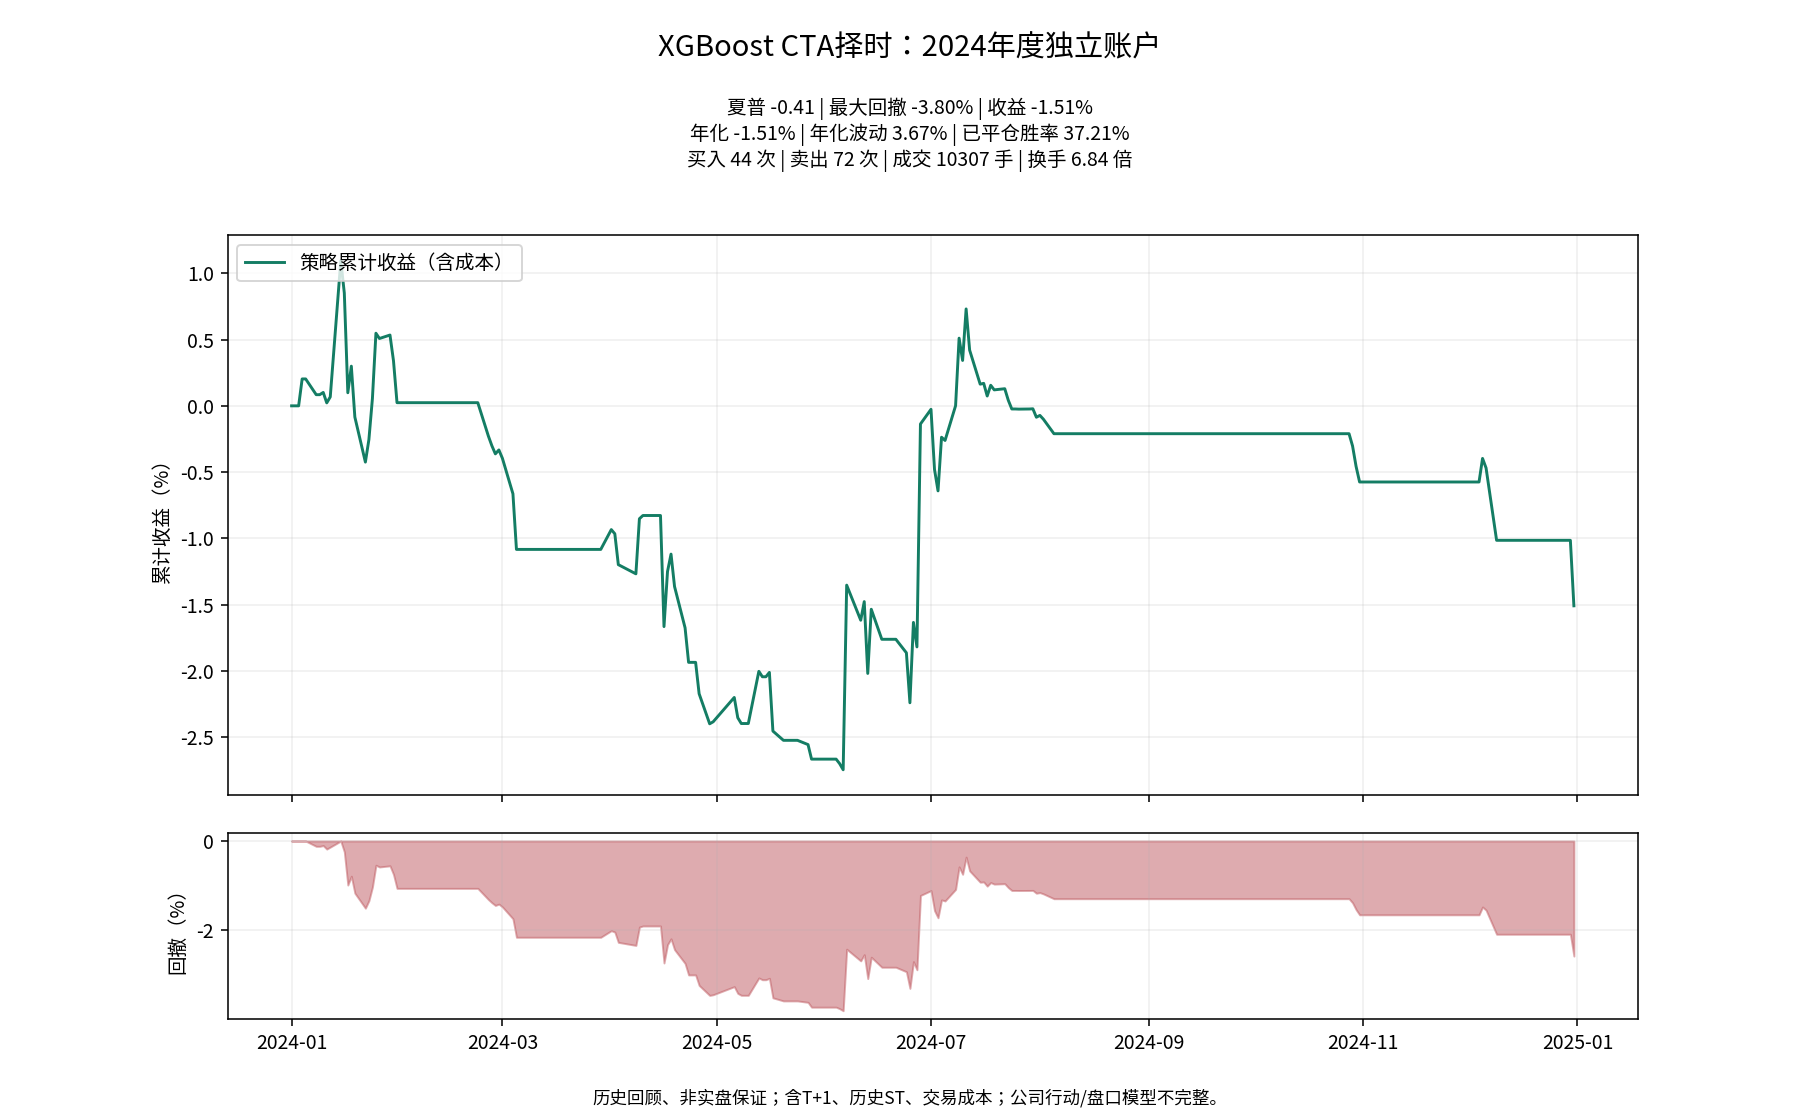 XGBoost CTA择时：2024年度独立账户
夏普 -0.41 | 最大回撤 -3.80% | 收益 -1.51%
年化 -1.51% | 年化波动 3.67% | 已平仓胜率 37.21%
买入 44 次 | 卖出 72 次 | 成交 10307 手 | 换手 6.84 倍
策略累计收益（含成本）
累计收益（%）
1.0
0.5
0.0
-0.5
-1.0
-1.5
-2.0
-2.5
回撤（%）
0
-2
2024-01
2024-03
2024-05
2024-07
2024-09
2024-11
2025-01
历史回顾、非实盘保证；含T+1、历史ST、交易成本；公司行动/盘口模型不完整。